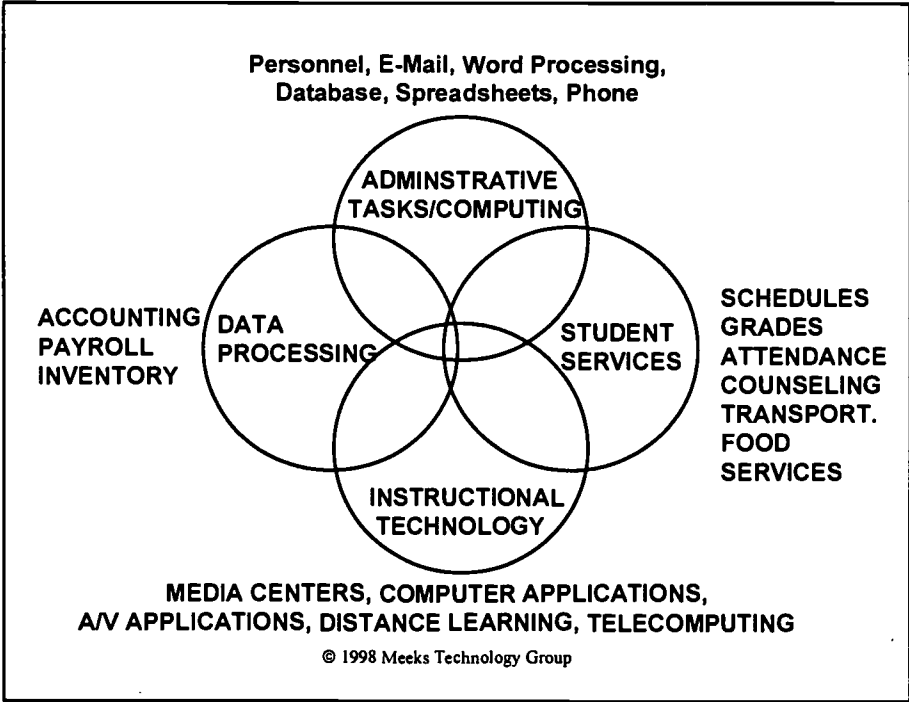 Personnel, E-Mail, Word Processing,
Database, Spreadsheets, Phone
ADMINSTRATIVE
TASKS/COMPUTING
ACCOUNTING
PAYROLL
INVENTORY
DATA
PROCESSING
STUDENT
SERVICES
SCHEDULES
GRADES
ATTENDANCE
COUNSELING
TRANSPORT.
FOOD
SERVICES
INSTRUCTIONAL
TECHNOLOGY
MEDIA CENTERS, COMPUTER APPLICATIONS,
A/V APPLICATIONS, DISTANCE LEARNING, TELECOMPUTING
© 1998 Meeks Technology Group